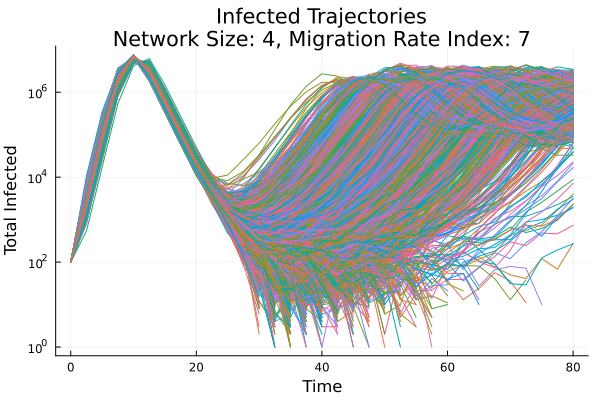 Infected Trajectories
Network Size: 4, Migration Rate Index: 7
Total Infected
10⁶
10⁴
10²
10⁰
0 20 40 60 80
Time